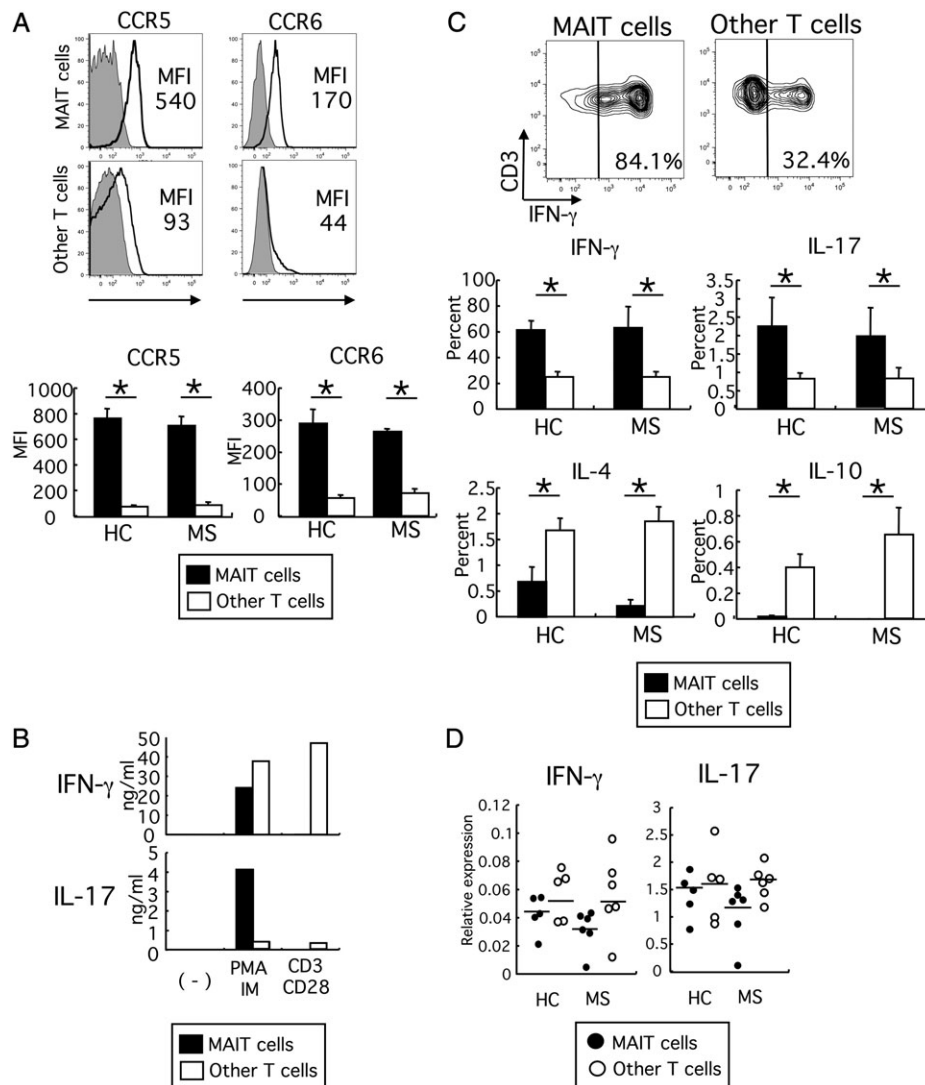 A
CCR5
CCR6
MAIT cells
MFI
540
MFI
170
Other T cells
MFI
93
MFI
44
CCR5
MFI
1000
800
600
400
200
0
*
*
HC
MS
CCR6
MFI
400
300
200
100
0
*
*
HC
MS
MAIT cells
Other T cells
B
IFN-γ
ng/ml
50
40
30
20
10
0
IL-17
ng/ml
5
4
3
2
1
0
(-)
PMA
IM
CD3
CD28
MAIT cells
Other T cells
C
MAIT cells
Other T cells
84.1%
32.4%
CD3
IFN-γ
IFN-γ
Percent
100
80
60
40
20
0
*
*
HC
MS
IL-17
Percent
3.5
3
2.5
2
1.5
1
0.5
0
*
*
HC
MS
IL-4
Percent
2.5
2
1.5
1
0.5
0
*
*
HC
MS
IL-10
Percent
1
0.8
0.6
0.4
0.2
0
*
*
HC
MS
MAIT cells
Other T cells
D
IFN-γ
Relative expression
0.12
0.1
0.08
0.06
0.04
0.02
0
HC
MS
IL-17
3
2.5
2
1.5
1
0.5
0
HC
MS
MAIT cells
Other T cells